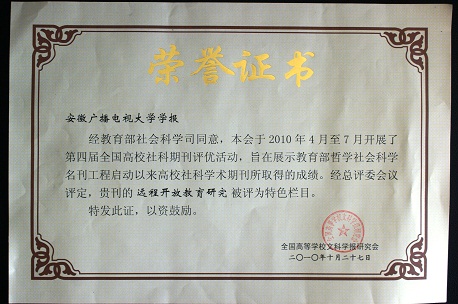 荣誉证书
安徽广播电视大学学报
经教育部社会科学司同意，本会于2010年4月至7月开展了
第四届全国高校社科期刊评优活动，旨在展示教育部哲学社会科学
名刊工程启动以来高校社科学术期刊所取得的成绩。经总评委会议
评定，贵刊的 远程开放教育研究 被评为特色栏目。
特发此证，以资鼓励。
全国高等学校文科学报研究会
二〇一〇年十月二十七日